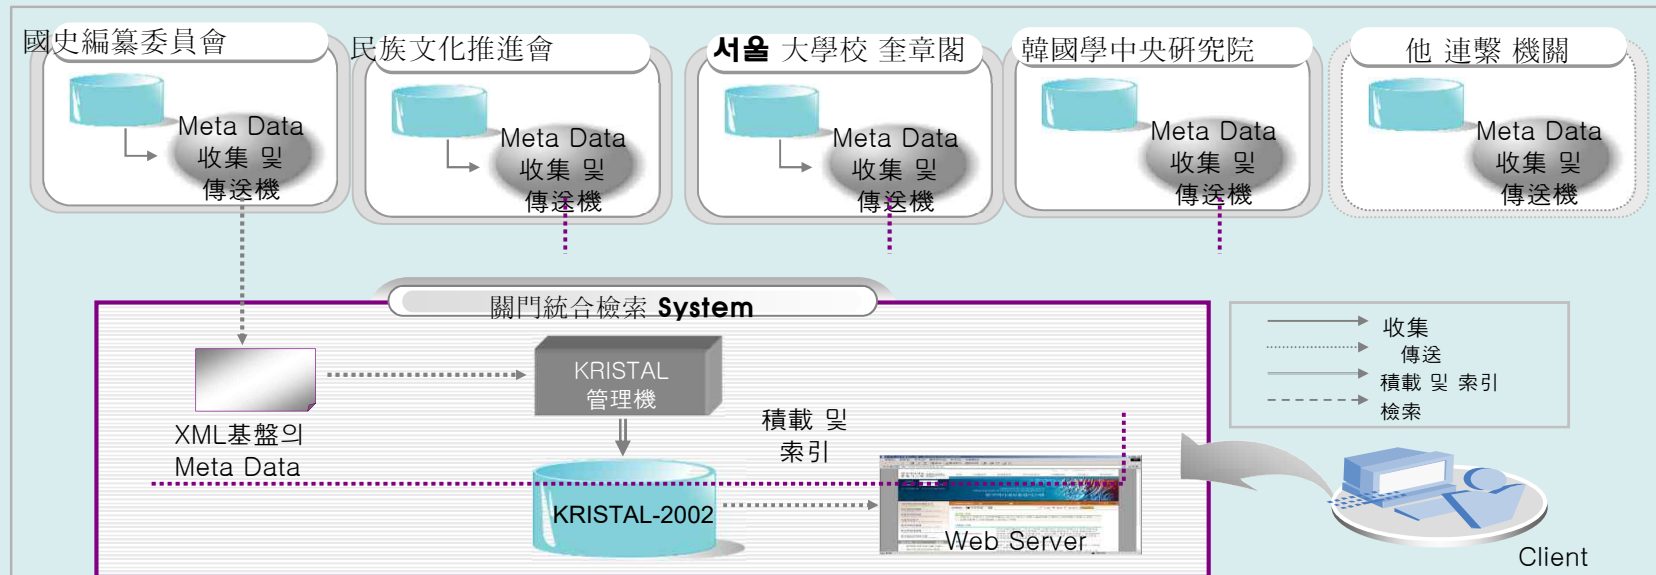 國史編纂委員會
民族文化推進會
서울 大學校 奎章閣
韓國學中央硏究院
他 連繫 機關
Meta Data
收集 및
傳送機
Meta Data
收集 및
傳送機
Meta Data
收集 및
傳送機
Meta Data
收集 및
傳送機
Meta Data
收集 및
傳送機
關門統合檢索 System
收集
傳送
積載 및 索引
檢索
KRISTAL
管理機
XML基盤의
Meta Data
積載 및
索引
KRISTAL-2002
Web Server
Client